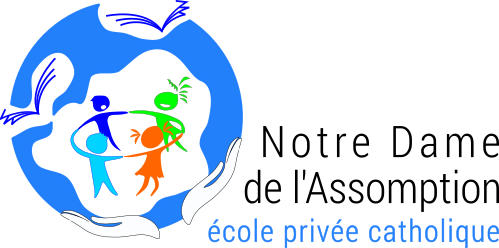 Notre Dame
de l'Assomption
école privée catholique